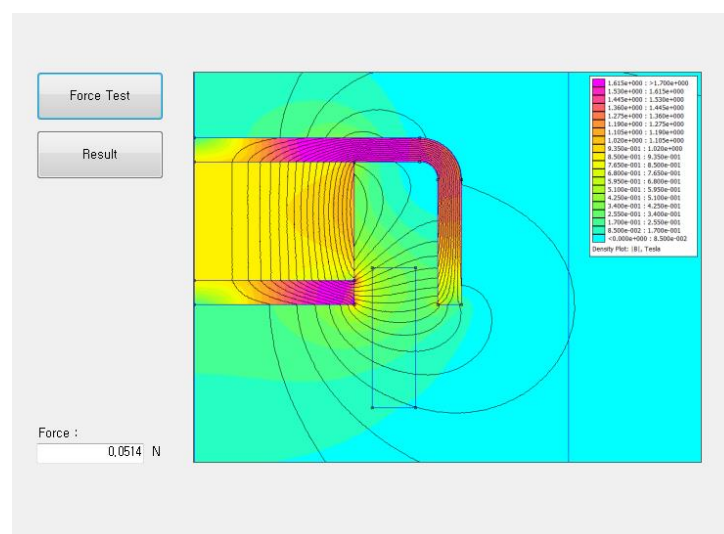 Force Test
Result
1.615e+000 : >1.700e+000
1.530e+000 : 1.615e+000
1.445e+000 : 1.530e+000
1.360e+000 : 1.445e+000
1.275e+000 : 1.360e+000
1.190e+000 : 1.275e+000
1.105e+000 : 1.190e+000
1.020e+000 : 1.105e+000
9.350e-001 : 1.020e+000
8.500e-001 : 9.350e-001
7.650e-001 : 8.500e-001
6.800e-001 : 7.650e-001
5.950e-001 : 6.800e-001
5.100e-001 : 5.950e-001
4.250e-001 : 5.100e-001
3.400e-001 : 4.250e-001
2.550e-001 : 3.400e-001
1.700e-001 : 2.550e-001
8.500e-002 : 1.700e-001
<0.000e+000 : 8.500e-002
Density Plot: |B|, Tesla
Force :
0,0514 N